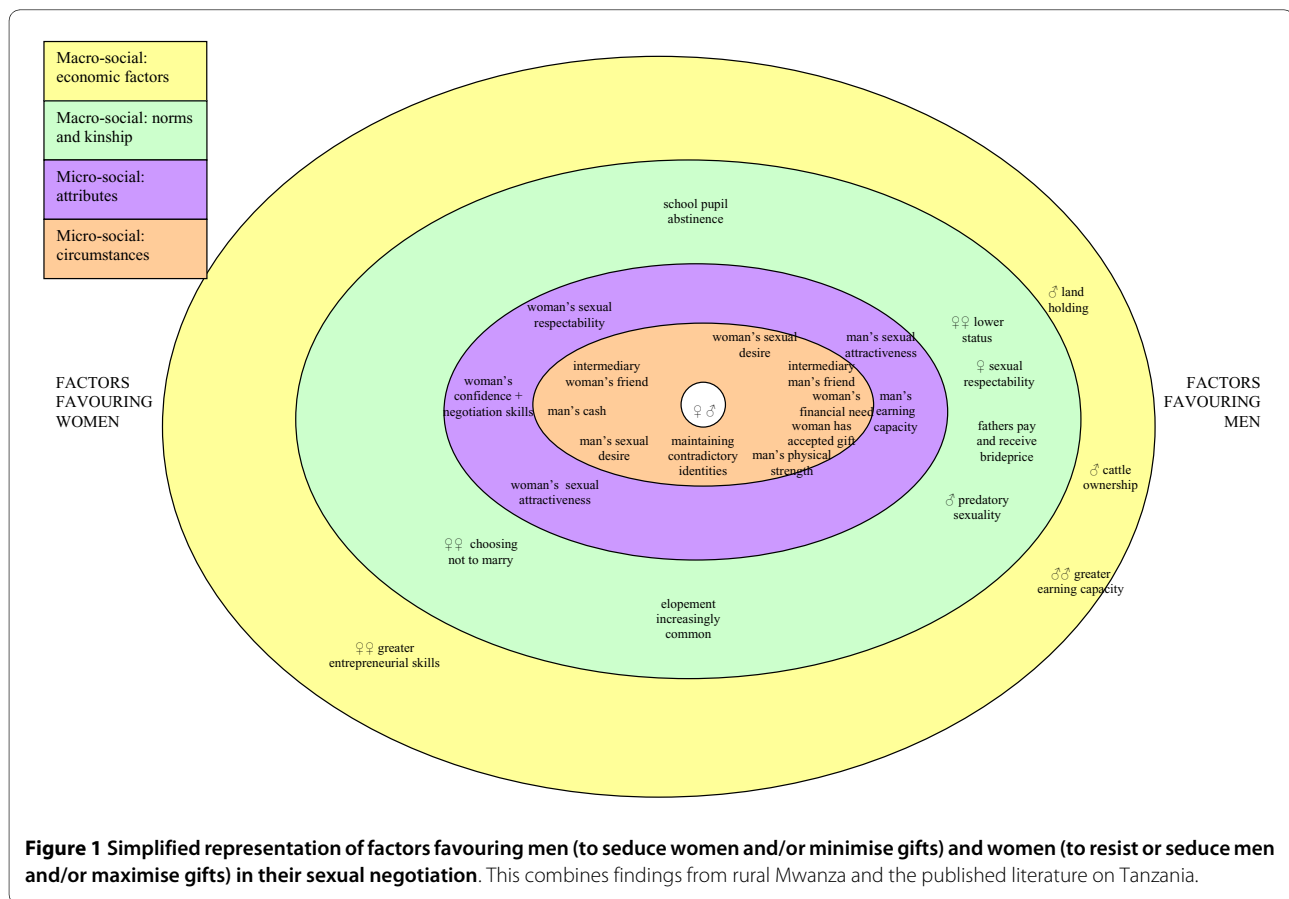 Macro-social:
economic factors
Macro-social: norms
and kinship
Micro-social:
attributes
Micro-social:
circumstances
FACTORS
FAVOURING
WOMEN
FACTORS
FAVOURING
MEN
school pupil
abstinence
♂ land
holding
woman's sexual
respectability
♀♀ lower
status
woman's sexual
desire
man's sexual
attractiveness
intermediary
woman's friend
intermediary
man's friend
♀ sexual
respectability
woman's
confidence +
negotiation skills
man's cash
♀♂
woman's
financial need
man's
earning
capacity
woman has
accepted gift
fathers pay
and receive
brideprice
man's sexual
desire
maintaining
contradictory
identities
man's physical
strength
♂ cattle
ownership
woman's sexual
attractiveness
♂ predatory
sexuality
♀♀ choosing
not to marry
♂♂ greater
earning capacity
elopement
increasingly
common
♀♀ greater
entrepreneurial skills
Figure 1 Simplified representation of factors favouring men (to seduce women and/or minimise gifts) and women (to resist or seduce men
and/or maximise gifts) in their sexual negotiation. This combines findings from rural Mwanza and the published literature on Tanzania.